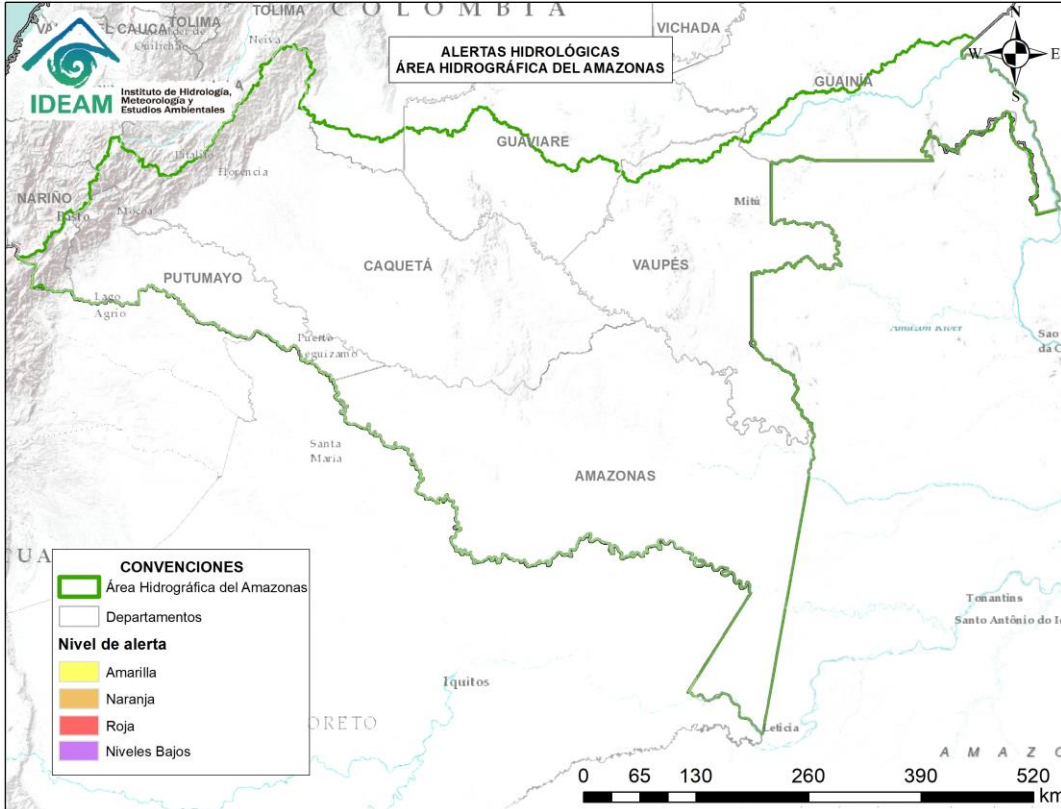 COLOMBIA
TOLIMA
TOLIMA
CAUCA
Neiva
VICHADA
N
W
E
S
IDEAM
Instituto de Hidrología,
Meteorología y
Estudios Ambientales
ALERTAS HIDROLÓGICAS
ÁREA HIDROGRÁFICA DEL AMAZONAS
GUAINÍA
GUAVIARE
Pitalito
Florencia
NARIÑO
Pasto
Mocoa
Mitú
CAQUETÁ
VAUPÉS
PUTUMAYO
Lago
Agrio
Puerto
Leguizamo
Santa
Maria
AMAZONAS
Tonantins
Iquitos
Leticia
CONVENCIONES
Área Hidrográfica del Amazonas
Departamentos
Nivel de alerta
Amarilla
Naranja
Roja
Niveles Bajos
0 65 130 260 390 520
Km